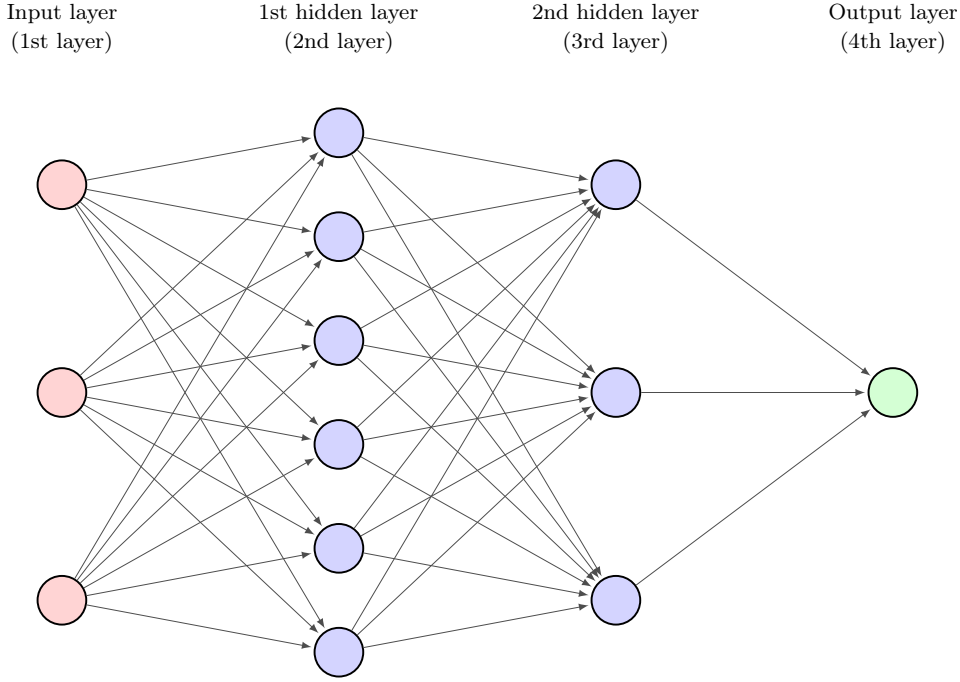 Input layer
(1st layer)
1st hidden layer
(2nd layer)
2nd hidden layer
(3rd layer)
Output layer
(4th layer)